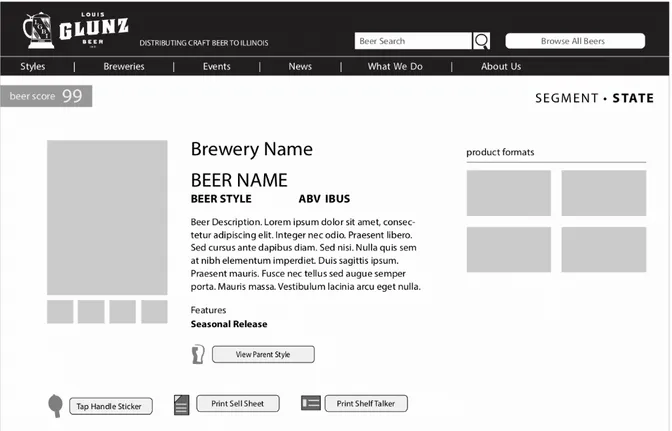 LOUIS
GLUNZ
BEER
DISTRIBUTING CRAFT BEER TO ILLINOIS
Beer Search
Browse All Beers
Styles | Breweries | Events | News | What We Do | About Us
beer score 99
SEGMENT • STATE
Brewery Name
BEER NAME
BEER STYLE ABV IBUS
Beer Description. Lorem ipsum dolor sit amet, consec-
tetur adipiscing elit. Integer nec odio. Praesent libero.
Sed cursus ante dapibus diam. Sed nisi. Nulla quis sem
at nibh elementum imperdiet. Duis sagittis ipsum.
Praesent mauris. Fusce nec tellus sed augue semper
porta. Mauris massa. Vestibulum lacinia arcu eget nulla.
Features
Seasonal Release
View Parent Style
product formats
Tap Handle Sticker
Print Sell Sheet
Print Shelf Talker